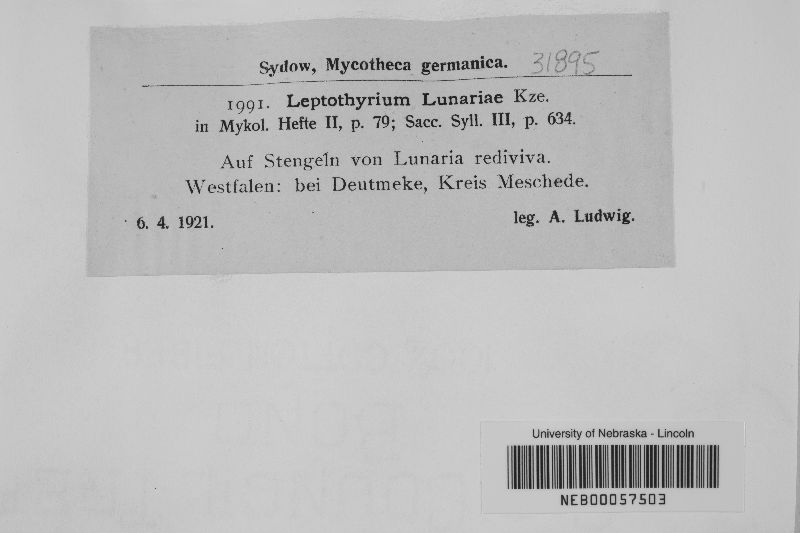 Sydow, Mycotheca germanica. 31895
1991. Leptothyrium Lunariae Kze.
in Mykol. Hefte II, p. 79; Sacc. Syll. III, p. 634.
Auf Stengeln von Lunaria rediviva.
Westfalen: bei Deutmeke, Kreis Meschede.
6. 4. 1921. leg. A. Ludwig.
University of Nebraska - Lincoln
NEB00057503